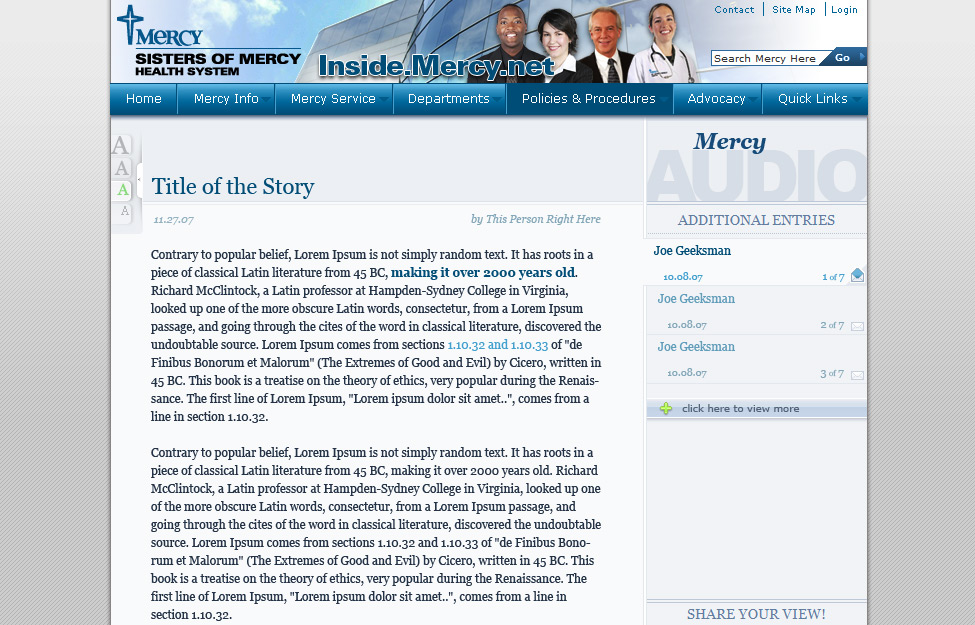 Contact
Site Map
Login
MERCY
SISTERS OF MERCY
HEALTH SYSTEM
Inside.Mercy.net
Search Mercy Here
Go
Home
Mercy Info
Mercy Service
Departments
Policies & Procedures
Advocacy
Quick Links
A
A
A
A
Title of the Story
11.27.07
by This Person Right Here
Contrary to popular belief, Lorem Ipsum is not simply random text. It has roots in a
piece of classical Latin literature from 45 BC, making it over 2000 years old.
Richard McClintock, a Latin professor at Hampden-Sydney College in Virginia,
looked up one of the more obscure Latin words, consectetur, from a Lorem Ipsum
passage, and going through the cites of the word in classical literature, discovered the
undoubtable source. Lorem Ipsum comes from sections 1.10.32 and 1.10.33 of "de
Finibus Bonorum et Malorum" (The Extremes of Good and Evil) by Cicero, written in
45 BC. This book is a treatise on the theory of ethics, very popular during the Renais-
sance. The first line of Lorem Ipsum, "Lorem ipsum dolor sit amet..", comes from a
line in section 1.10.32.
Contrary to popular belief, Lorem Ipsum is not simply random text. It has roots in a
piece of classical Latin literature from 45 BC, making it over 2000 years old. Richard
McClintock, a Latin professor at Hampden-Sydney College in Virginia, looked up one
of the more obscure Latin words, consectetur, from a Lorem Ipsum passage, and
going through the cites of the word in classical literature, discovered the undoubtable
source. Lorem Ipsum comes from sections 1.10.32 and 1.10.33 of "de Finibus Bono-
rum et Malorum" (The Extremes of Good and Evil) by Cicero, written in 45 BC. This
book is a treatise on the theory of ethics, very popular during the Renaissance. The
first line of Lorem Ipsum, "Lorem ipsum dolor sit amet..", comes from a line in
section 1.10.32.
Mercy
AUDIO
ADDITIONAL ENTRIES
Joe Geeksman
10.08.07
1 of 7
Joe Geeksman
10.08.07
2 of 7
Joe Geeksman
10.08.07
3 of 7
click here to view more
SHARE YOUR VIEW!